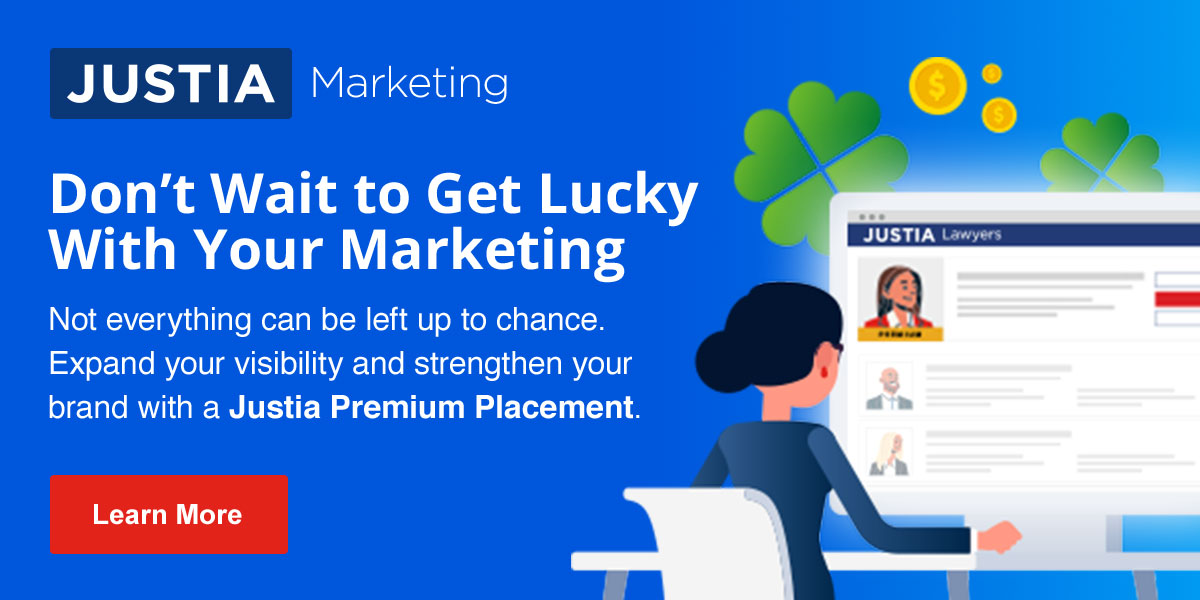 JUSTIA Marketing
Don't Wait to Get Lucky
With Your Marketing
Not everything can be left up to chance.
Expand your visibility and strengthen your
brand with a Justia Premium Placement.
Learn More
$
$
$
JUSTIA Lawyers
PREMIUM